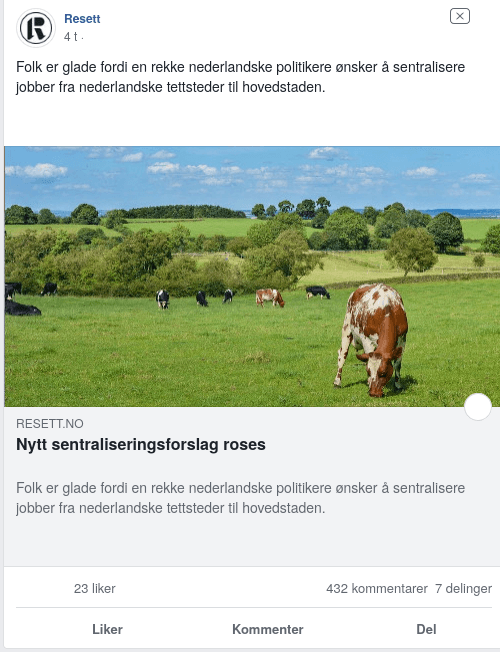 Resett
4 t ·
Folk er glade fordi en rekke nederlandske politikere ønsker å sentralisere
jobber fra nederlandske tettsteder til hovedstaden.
RESETT.NO
Nytt sentraliseringsforslag roses
Folk er glade fordi en rekke nederlandske politikere ønsker å sentralisere
jobber fra nederlandske tettsteder til hovedstaden.
23 liker 432 kommentarer 7 delinger
Liker Kommenter Del